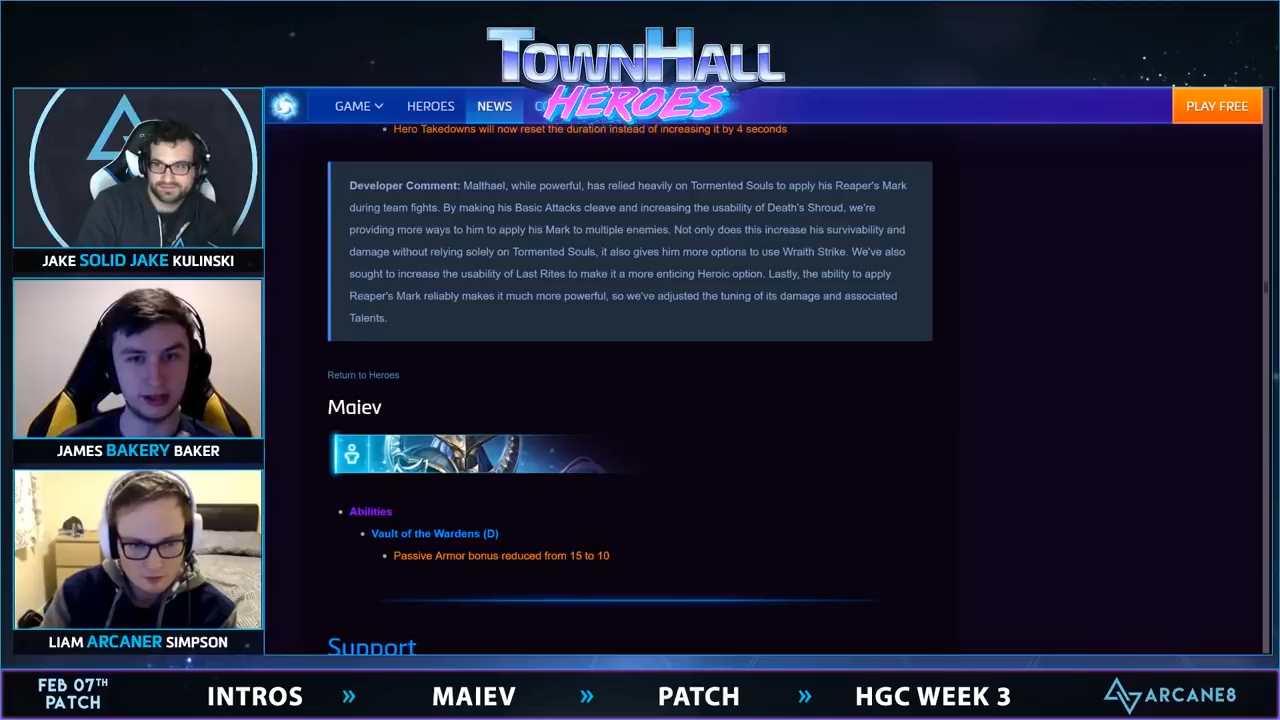 TOWNHALL
HEROES
GAME HEROES NEWS
PLAY FREE
Hero Takedowns will now reset the duration instead of increasing it by 4 seconds
JAKE SOLID JAKE KULINSKI
JAMES BAKERY BAKER
LIAM ARCANER SIMPSON
Developer Comment: Malthael, while powerful, has relied heavily on Tormented Souls to apply his Reaper's Mark
during team fights. By making his Basic Attacks cleave and increasing the usability of Death's Shroud, we're
providing more ways to him to apply his Mark to multiple enemies. Not only does this increase his survivability and
damage without relying solely on Tormented Souls, it also gives him more options to use Wraith Strike. We've also
sought to increase the usability of Last Rites to make it a more enticing Heroic option. Lastly, the ability to apply
Reaper's Mark reliably makes it much more powerful, so we've adjusted the tuning of its damage and associated
Talents.
Return to Heroes
Maiev
Abilities
Vault of the Wardens (D)
Passive Armor bonus reduced from 15 to 10
Support
FEB 07TH
PATCH
INTROS » MAIEV » PATCH » HGC WEEK 3
ARCANE8